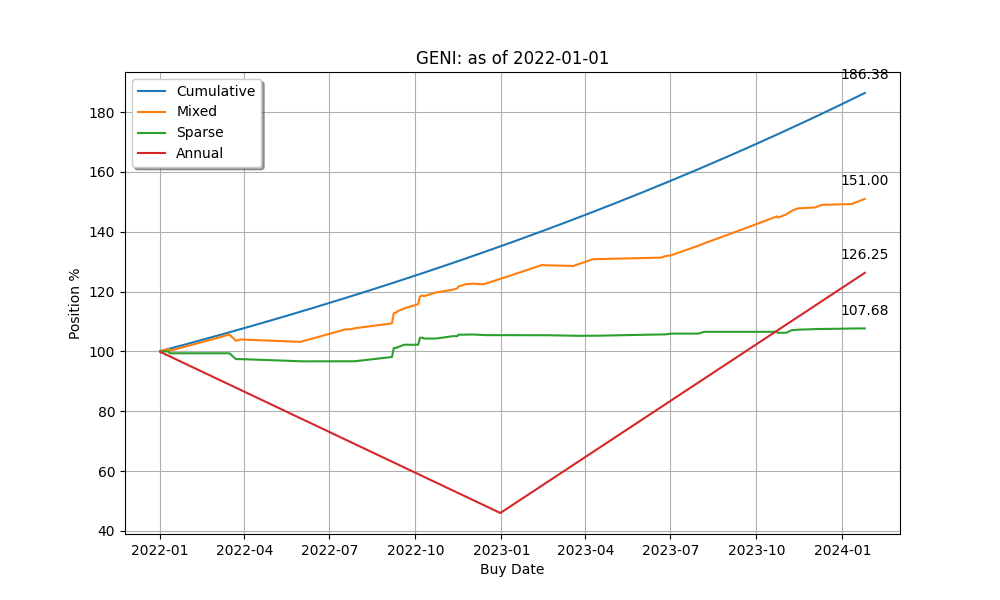 GENI: as of 2022-01-01
Cumulative
Mixed
Sparse
Annual
186.38
151.00
126.25
107.68
180
160
140
120
100
80
60
40
Position %
2022-01 2022-04 2022-07 2022-10 2023-01 2023-04 2023-07 2023-10 2024-01
Buy Date